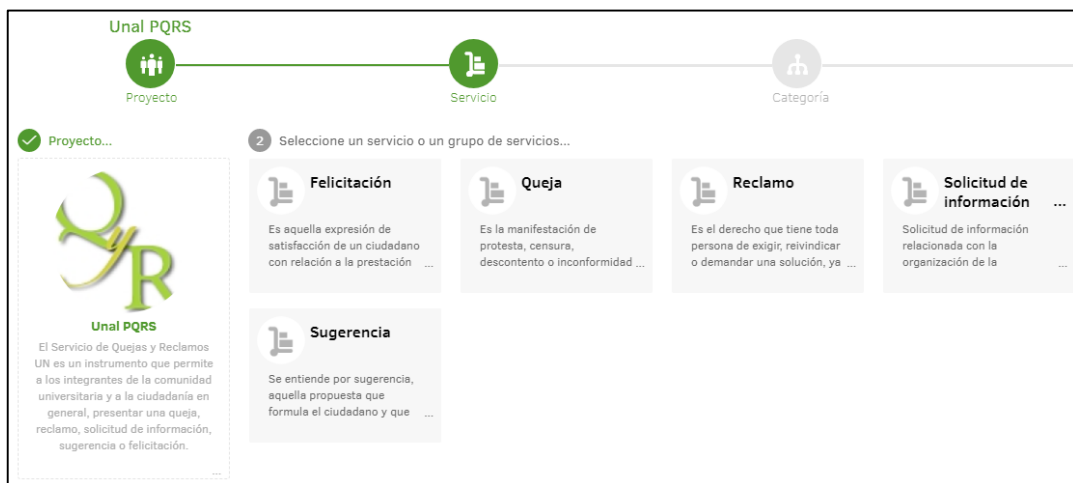 Unal PQRS
Proyecto
Servicio
Categoría
Proyecto...
2 Seleccione un servicio o un grupo de servicios...
QyR
Unal PQRS
El Servicio de Quejas y Reclamos
UN es un instrumento que permite
a los integrantes de la comunidad
universitaria y a la ciudadanía en
general, presentar una queja,
reclamo, solicitud de información,
sugerencia o felicitación.
...
Felicitación
Es aquella expresión de
satisfacción de un ciudadano
con relación a la prestación ...
Queja
Es la manifestación de
protesta, censura,
descontento o inconformidad ...
Reclamo
Es el derecho que tiene toda
persona de exigir, reivindicar
o demandar una solución, ya ...
Solicitud de
información ...
Solicitud de información
relacionada con la
organización de la ...
Sugerencia
Se entiende por sugerencia,
aquella propuesta que
formula el ciudadano y que ...